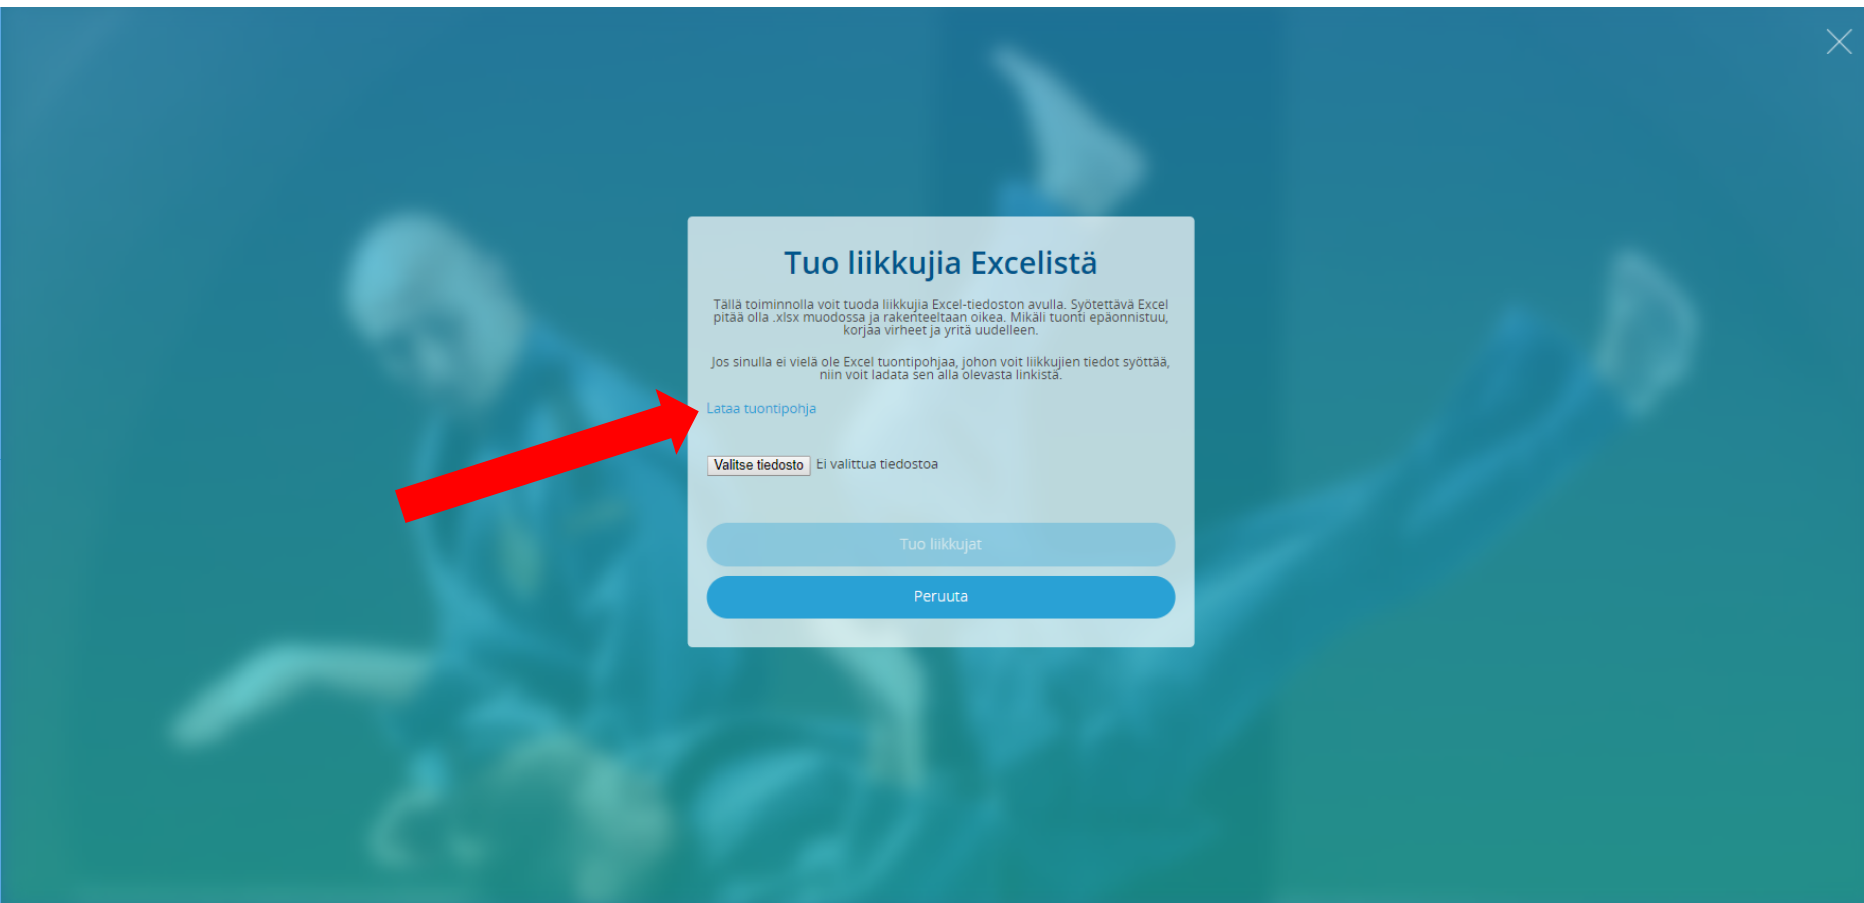 Tuo liikkujia Excelistä
Tällä toiminnolla voit tuoda liikkujia Excel-tiedoston avulla. Syötettävä Excel
pitää olla .xlsx muodossa ja rakenteeltaan oikea. Mikäli tuonti epäonnistuu,
korjaa virheet ja yritä uudelleen.
Jos sinulla ei vielä ole Excel tuontipohjaa, johon voit liikkujien tiedot syöttää,
niin voit ladata sen alla olevasta linkistä.
Lataa tuontipohja
Valitse tiedosto Ei valittua tiedostoa
Tuo liikkujat
Peruuta